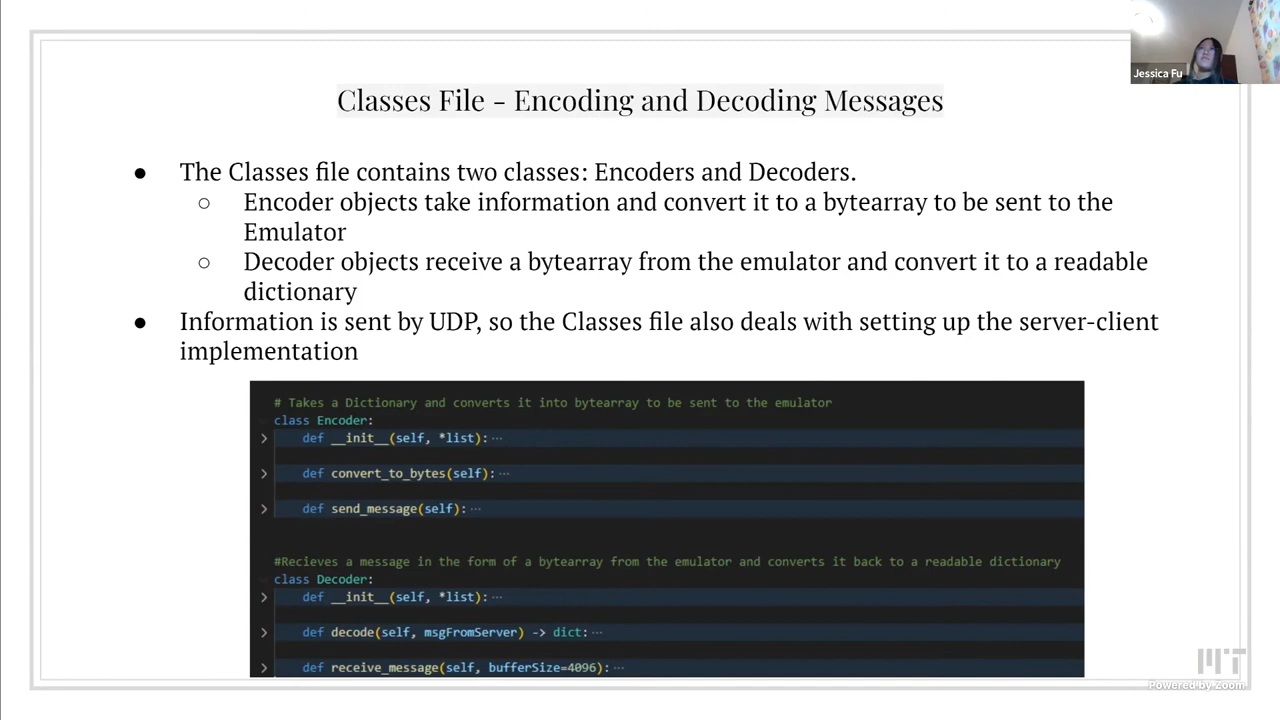 Jessica Fu
Classes File - Encoding and Decoding Messages
● The Classes file contains two classes: Encoders and Decoders.
○ Encoder objects take information and convert it to a bytearray to be sent to the
Emulator
○ Decoder objects receive a bytearray from the emulator and convert it to a readable
dictionary
● Information is sent by UDP, so the Classes file also deals with setting up the server-client
implementation
# Takes a Dictionary and converts it into bytearray to be sent to the emulator
class Encoder:
def __init__(self, *list):···
def convert_to_bytes(self):···
def send_message(self):···
#Recieves a message in the form of a bytearray from the emulator and converts it back to a readable dictionary
class Decoder:
def __init__(self, *list):···
def decode(self, msgFromServer) -> dict:···
def receive_message(self, bufferSize=4096):···
MIT
Powered by Zoom